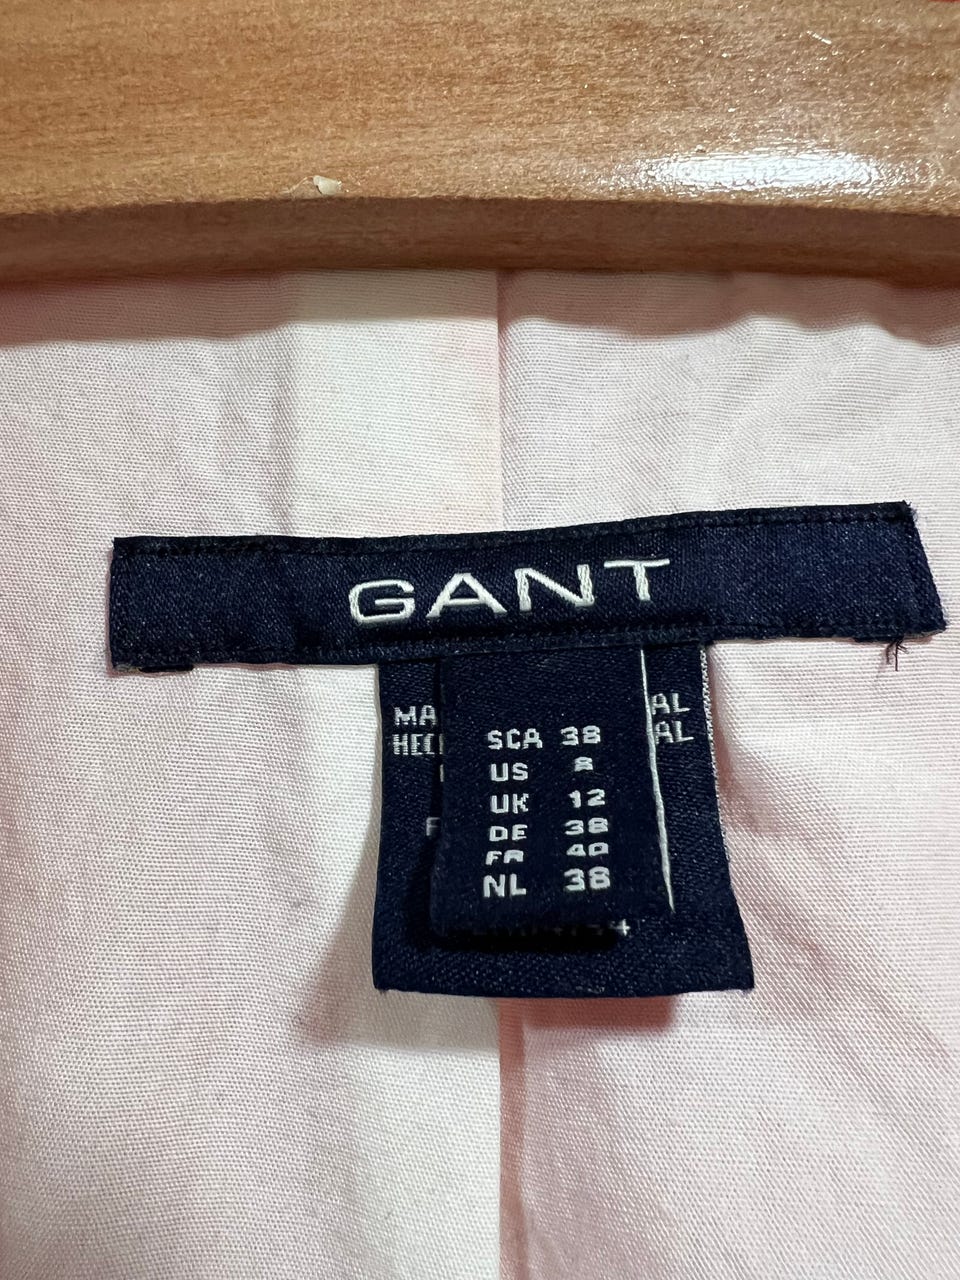 GANT
SCA 38
US 8
UK 12
DE 38
FR 40
NL 38